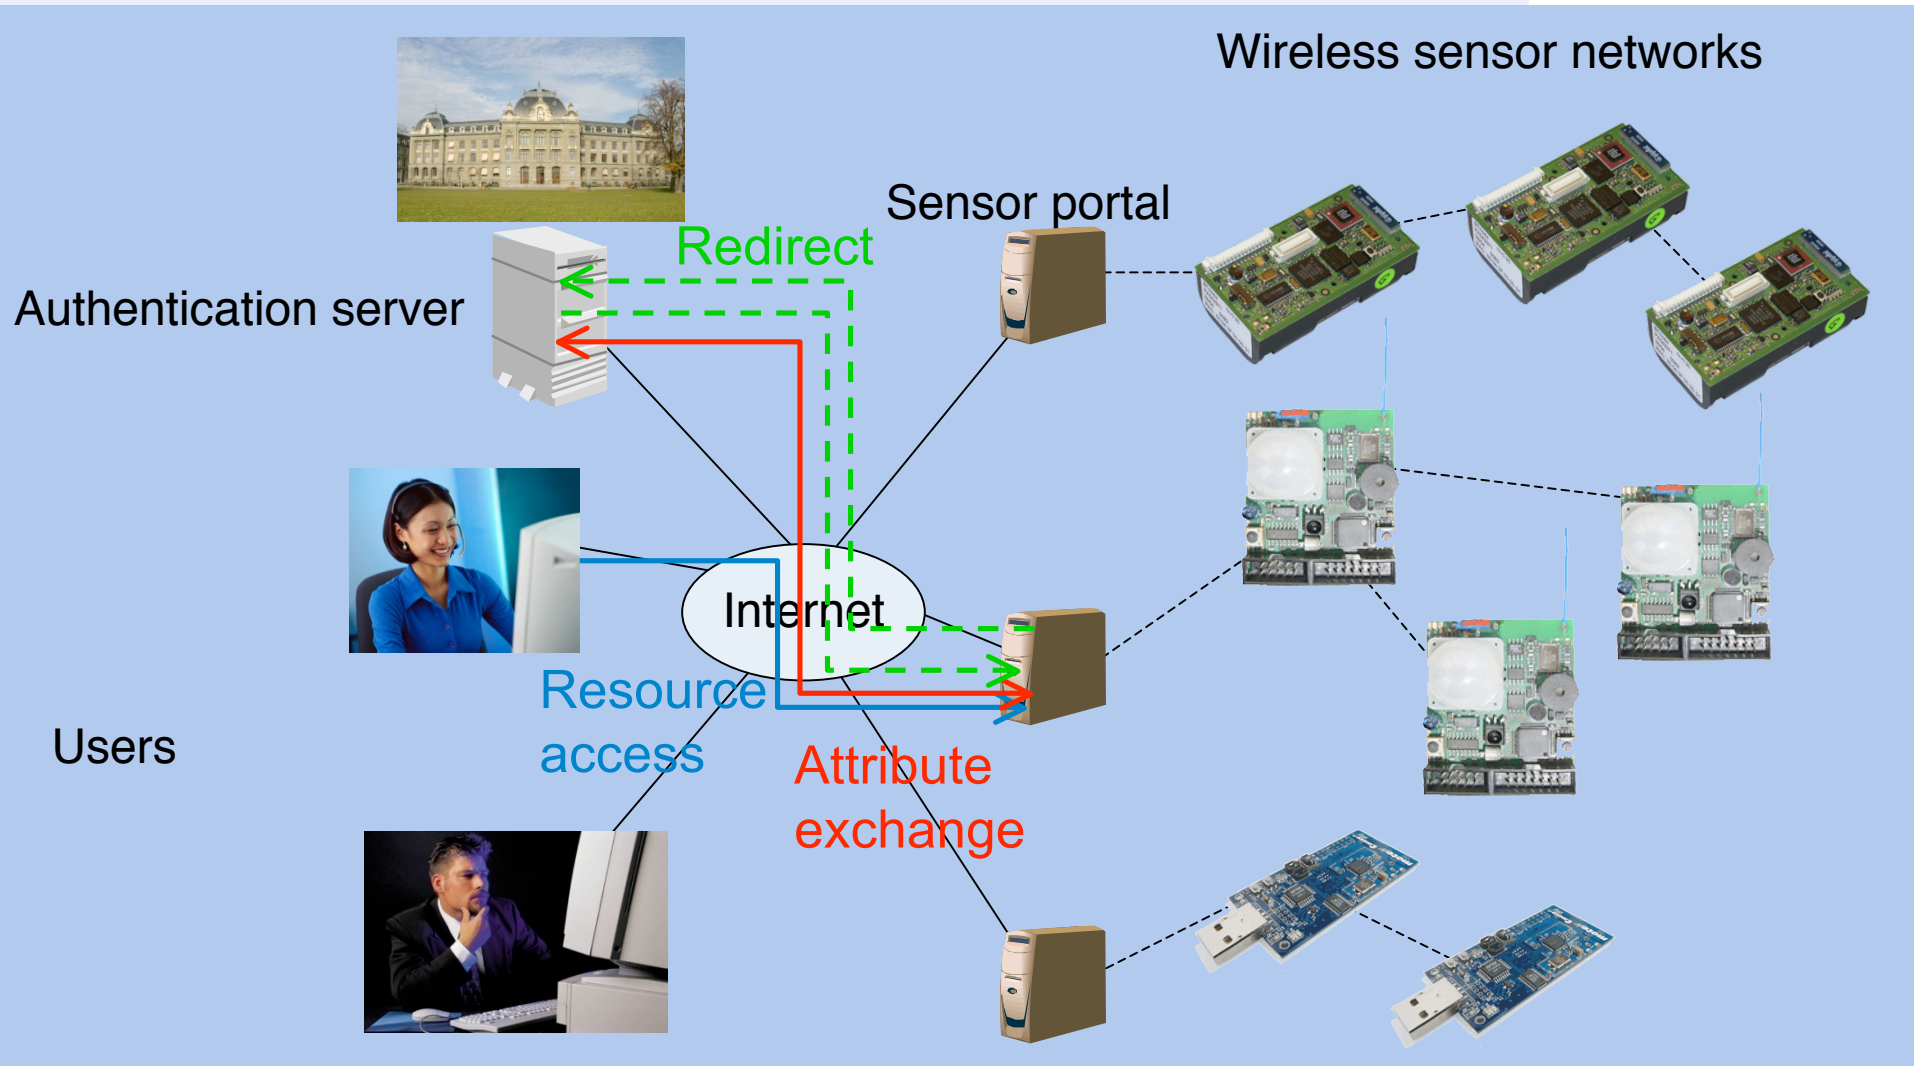 Wireless sensor networks
Sensor portal
Redirect
Authentication server
Internet
Resource
access
Users
Attribute
exchange